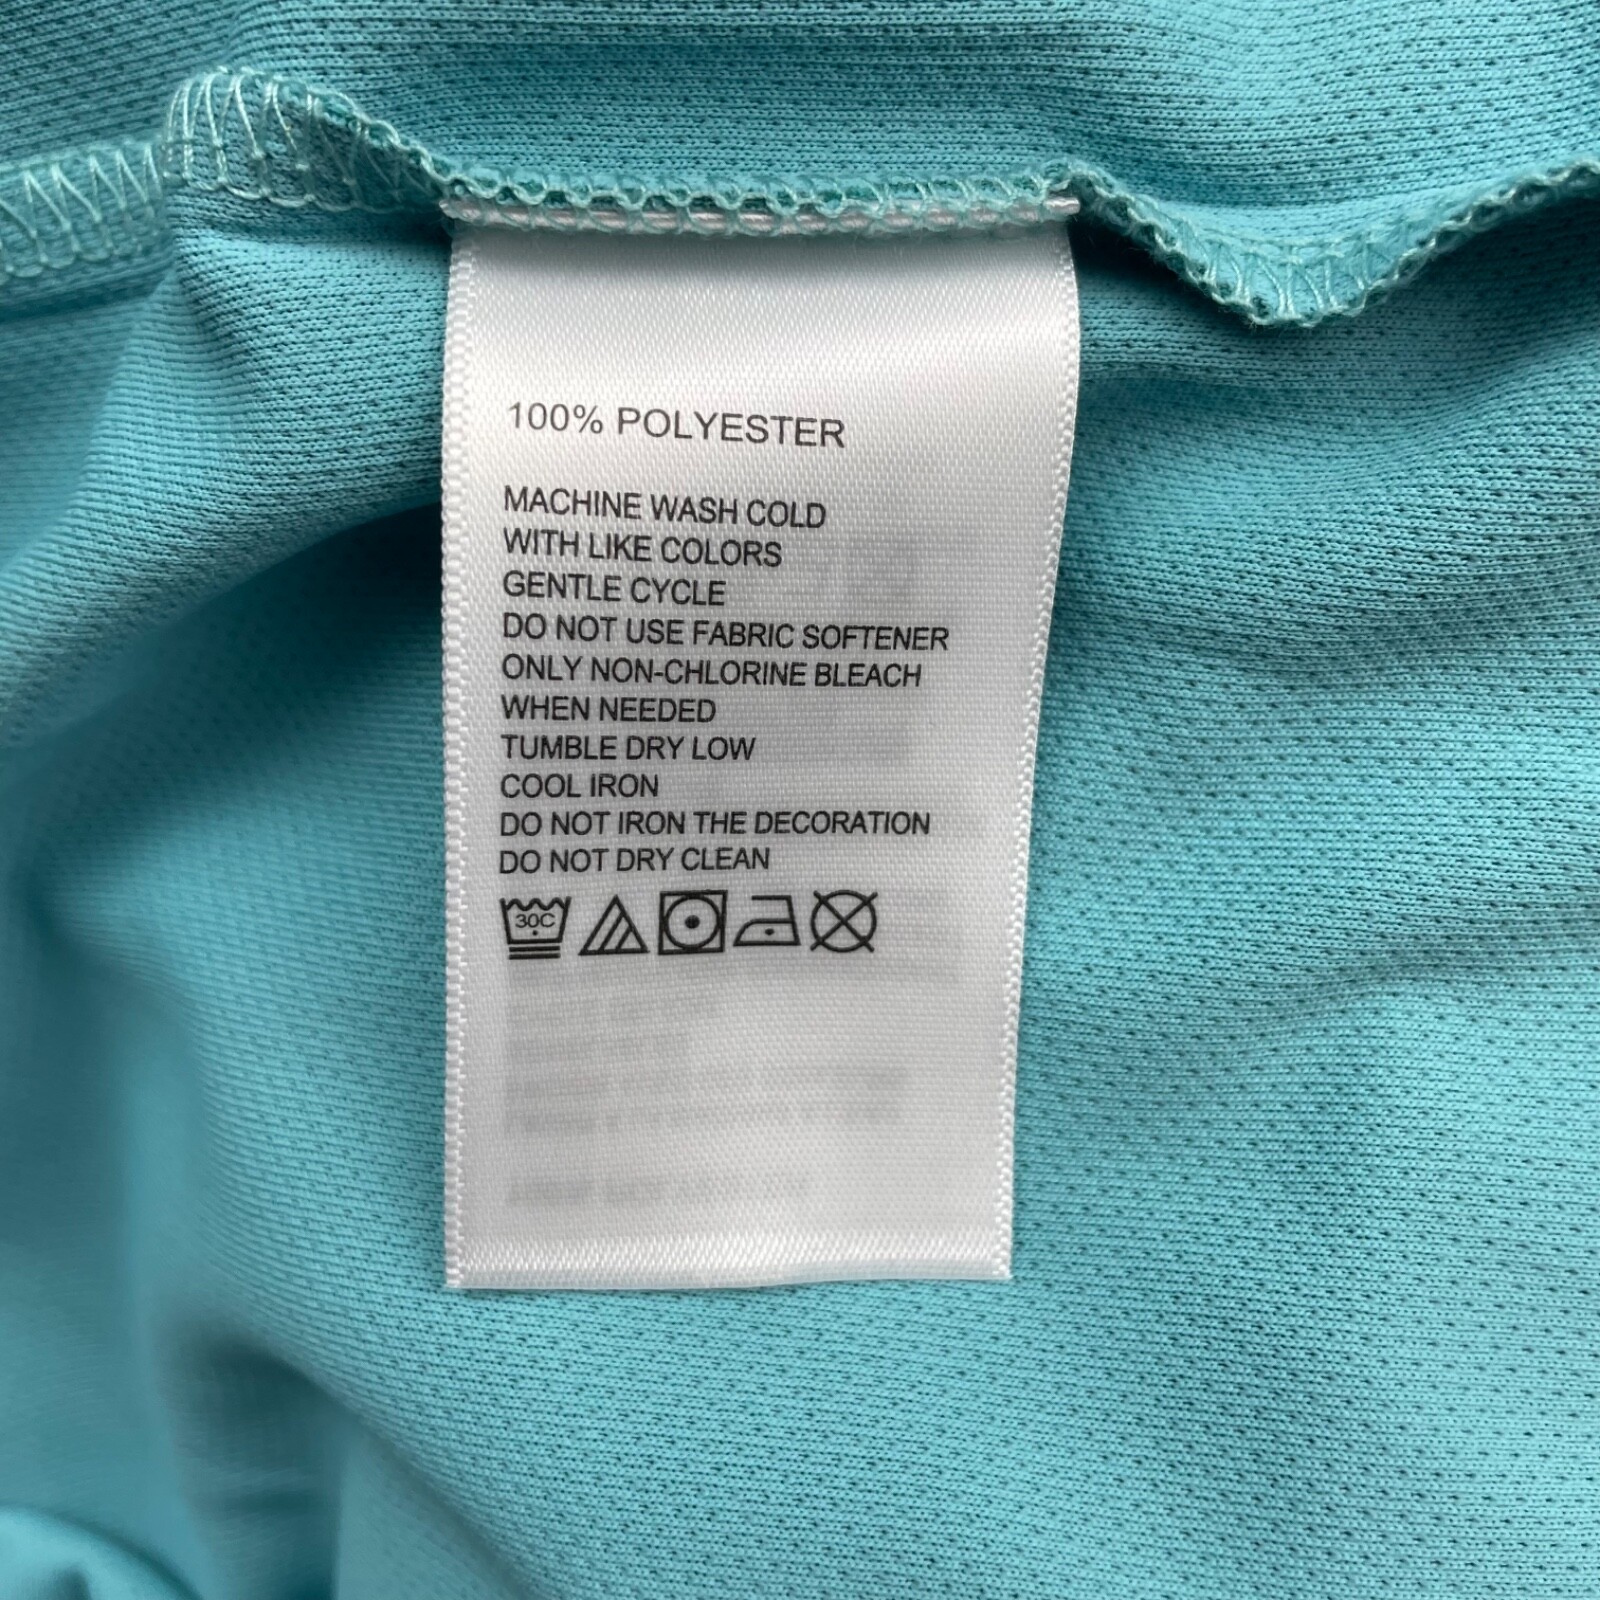 100% POLYESTER
MACHINE WASH COLD
WITH LIKE COLORS
GENTLE CYCLE
DO NOT USE FABRIC SOFTENER
ONLY NON-CHLORINE BLEACH
WHEN NEEDED
TUMBLE DRY LOW
COOL IRON
DO NOT IRON THE DECORATION
DO NOT DRY CLEAN
30C